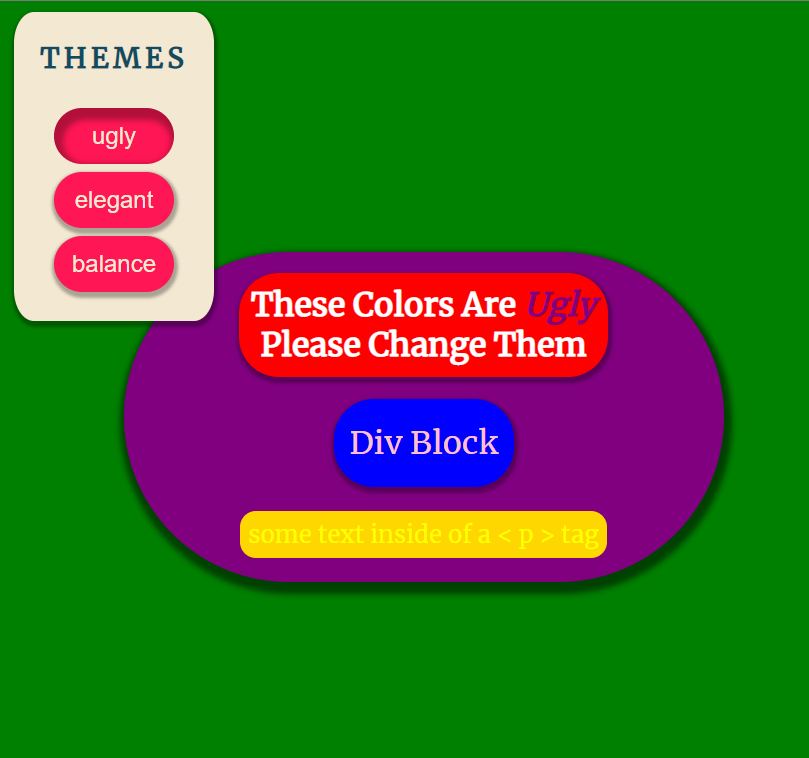 THEMES
ugly
elegant
balance
These Colors Are Ugly
Please Change Them
Div Block
some text inside of a < p > tag